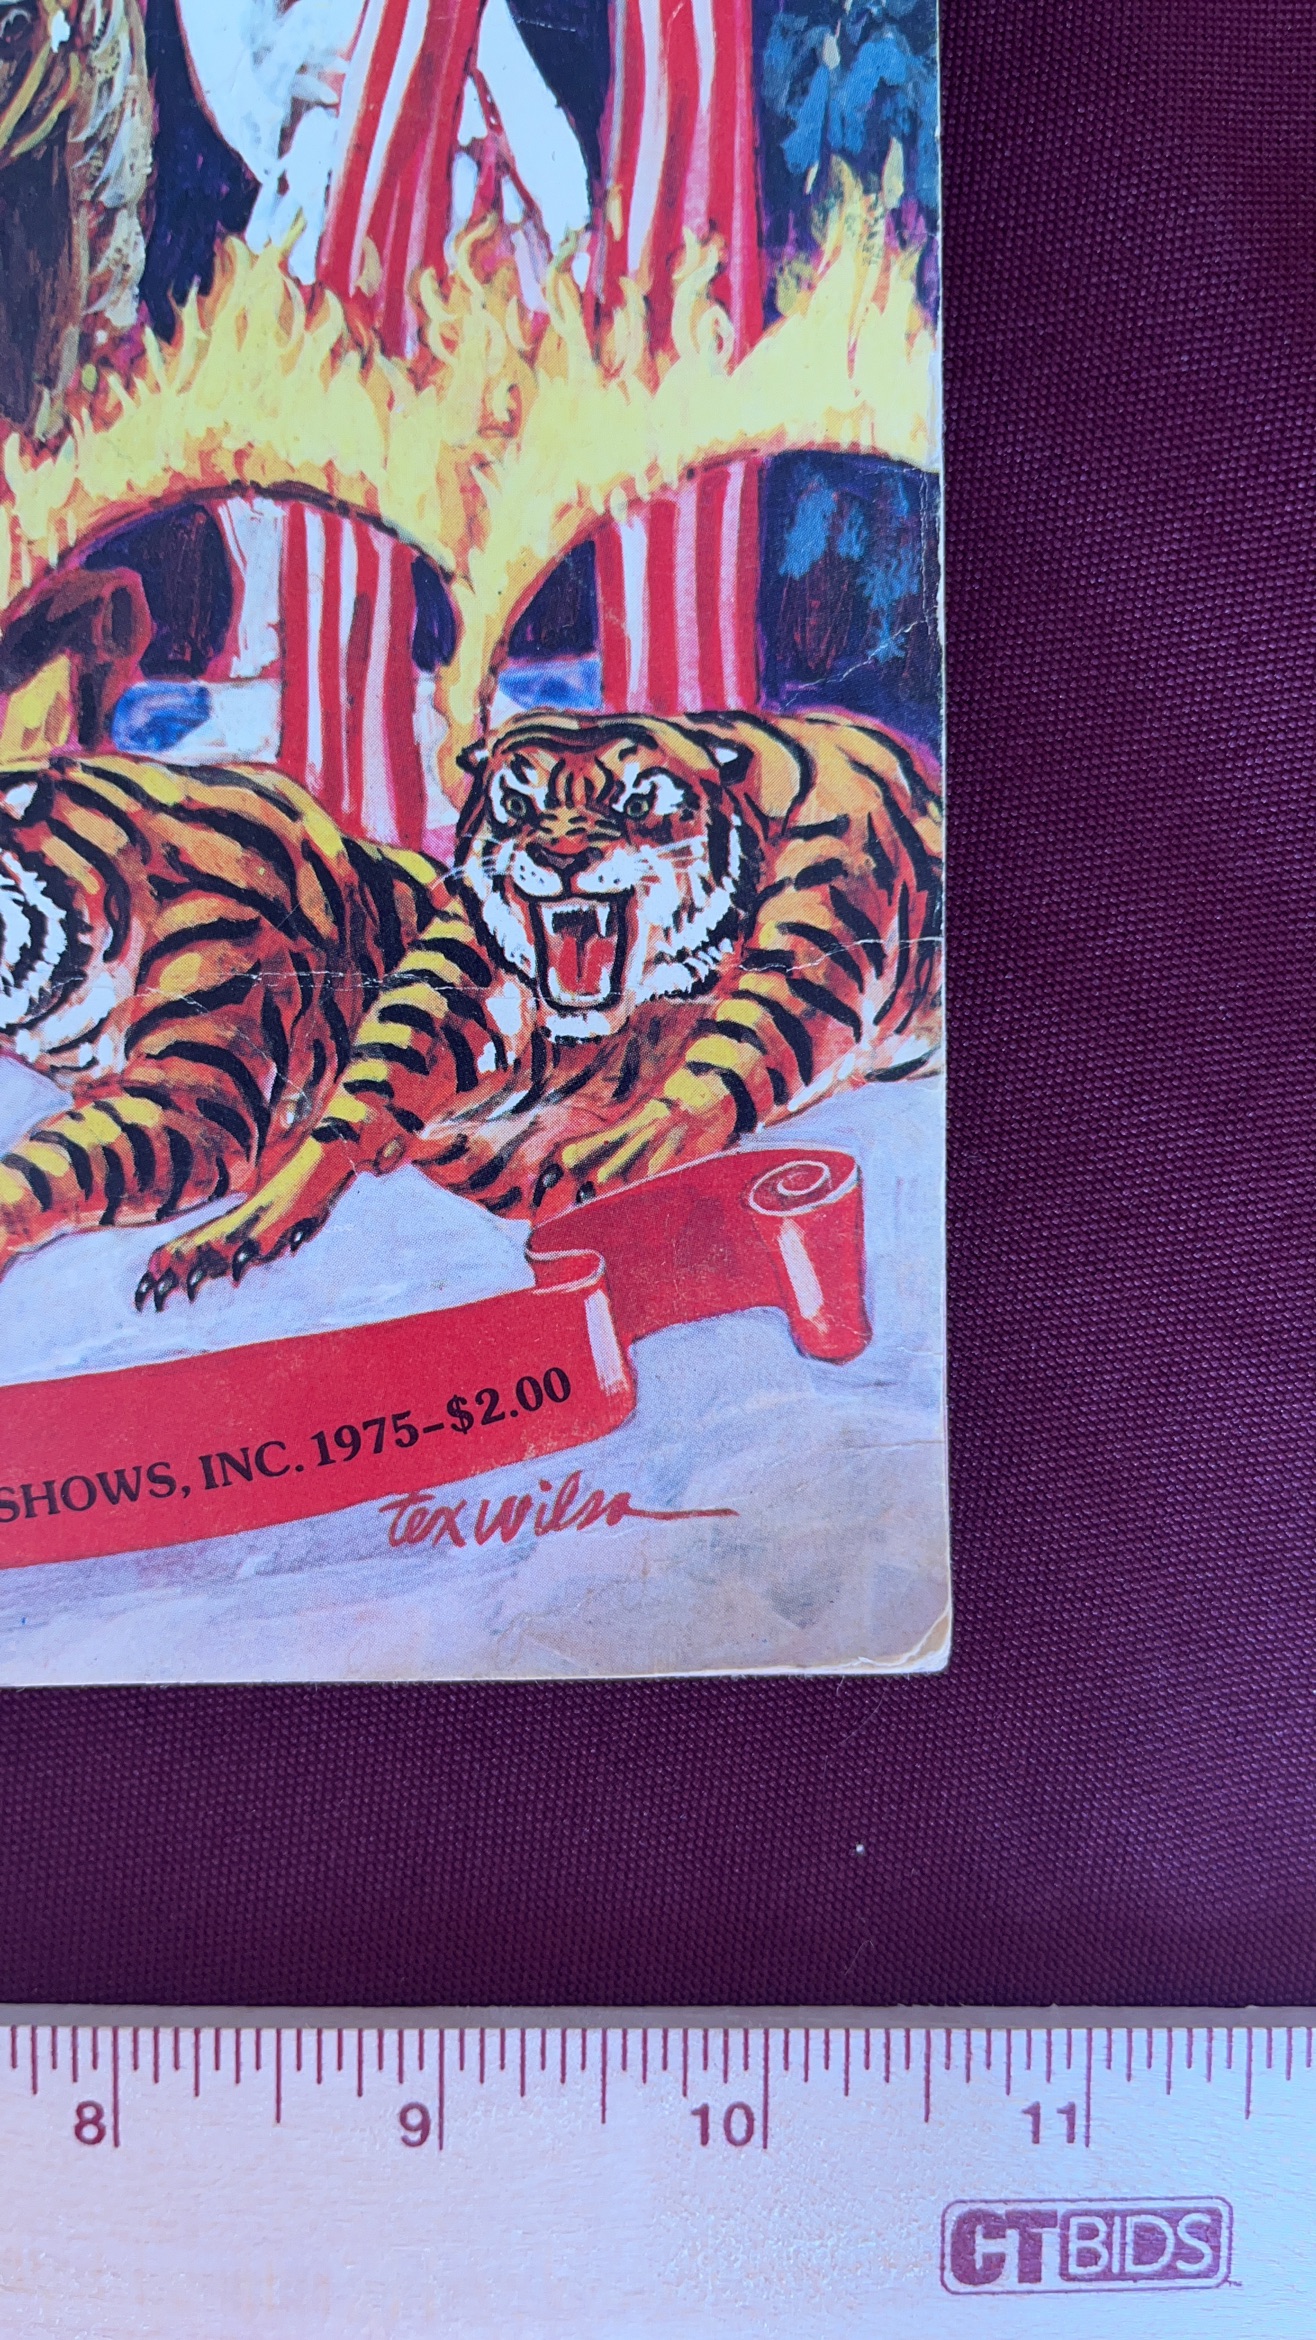 SHOWS, INC. 1975-$2.00
tex wilson
8 9 10 11
CTBIDS